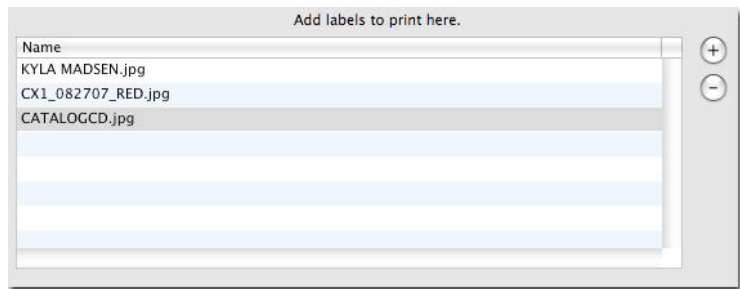 Add labels to print here.
Name
KYLA MADSEN.jpg
CX1_082707_RED.jpg
CATALOGCD.jpg